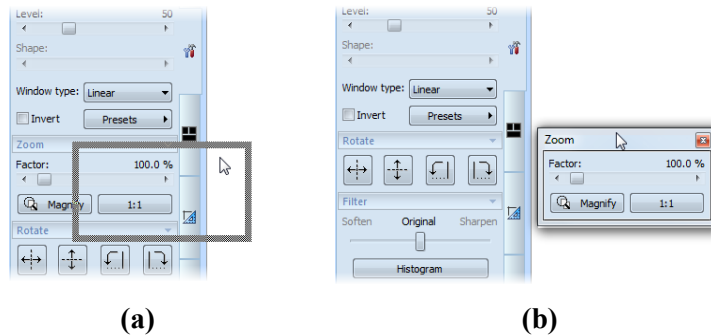 Level: 50
Shape:
Window type: Linear
Invert Presets
Zoom
Factor: 100.0 %
Magnify 1:1
Rotate
(a)
Level: 50
Shape:
Window type: Linear
Invert Presets
Rotate
Filter
Soften Original Sharpen
Histogram
Zoom
Factor: 100.0 %
Magnify 1:1
(b)